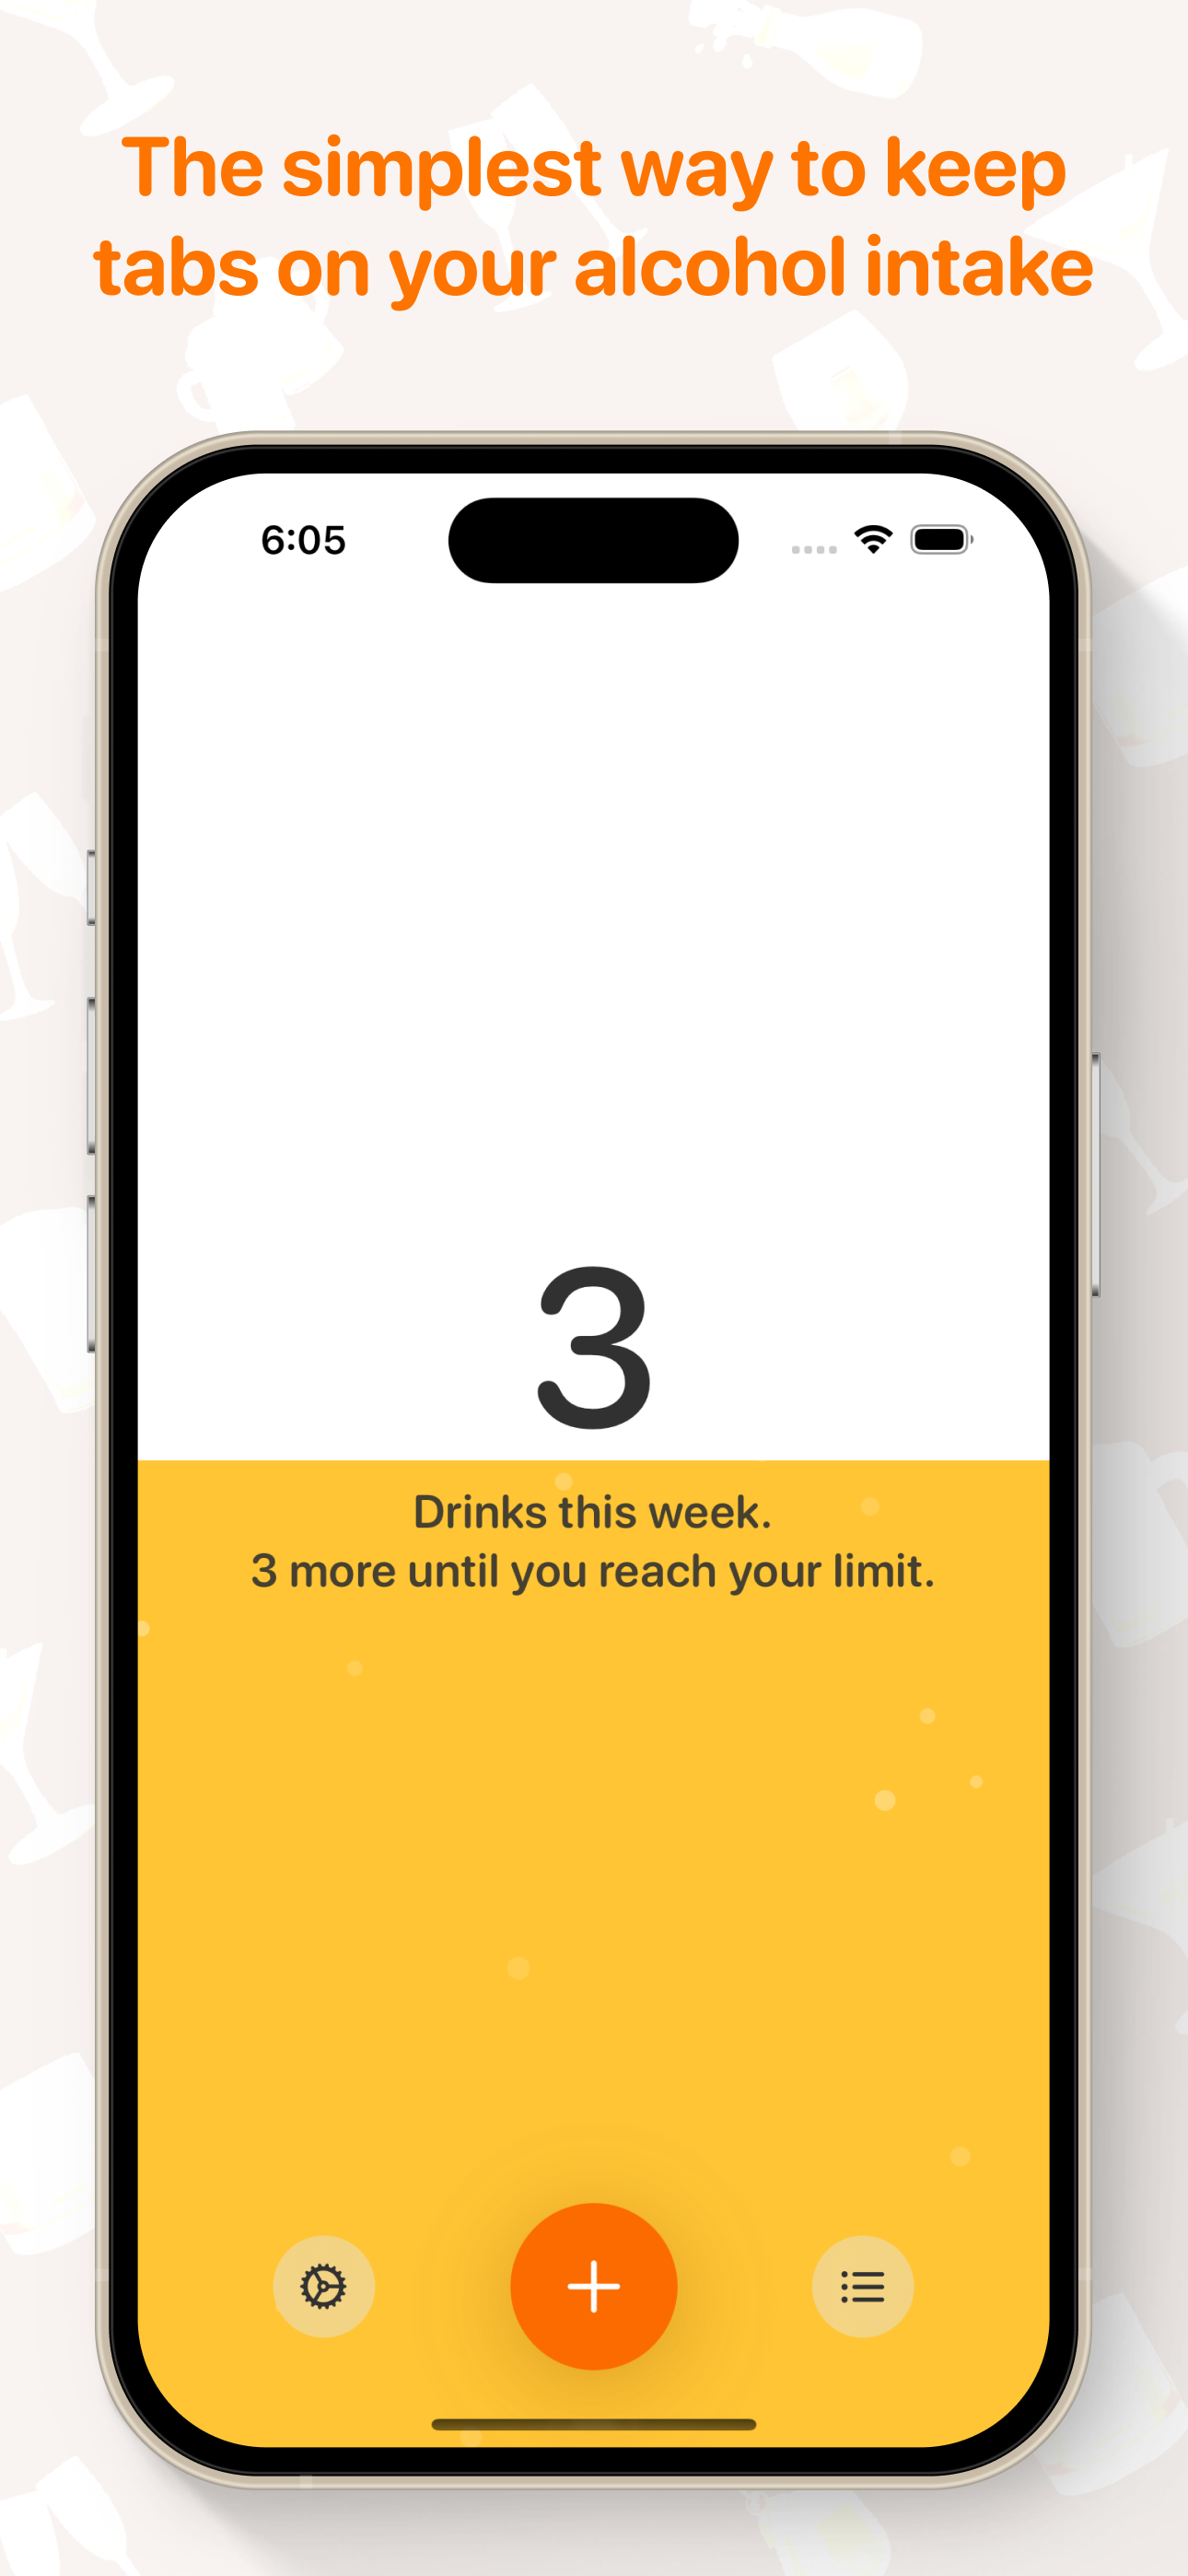 The simplest way to keep
tabs on your alcohol intake
6:05
3
Drinks this week.
3 more until you reach your limit.